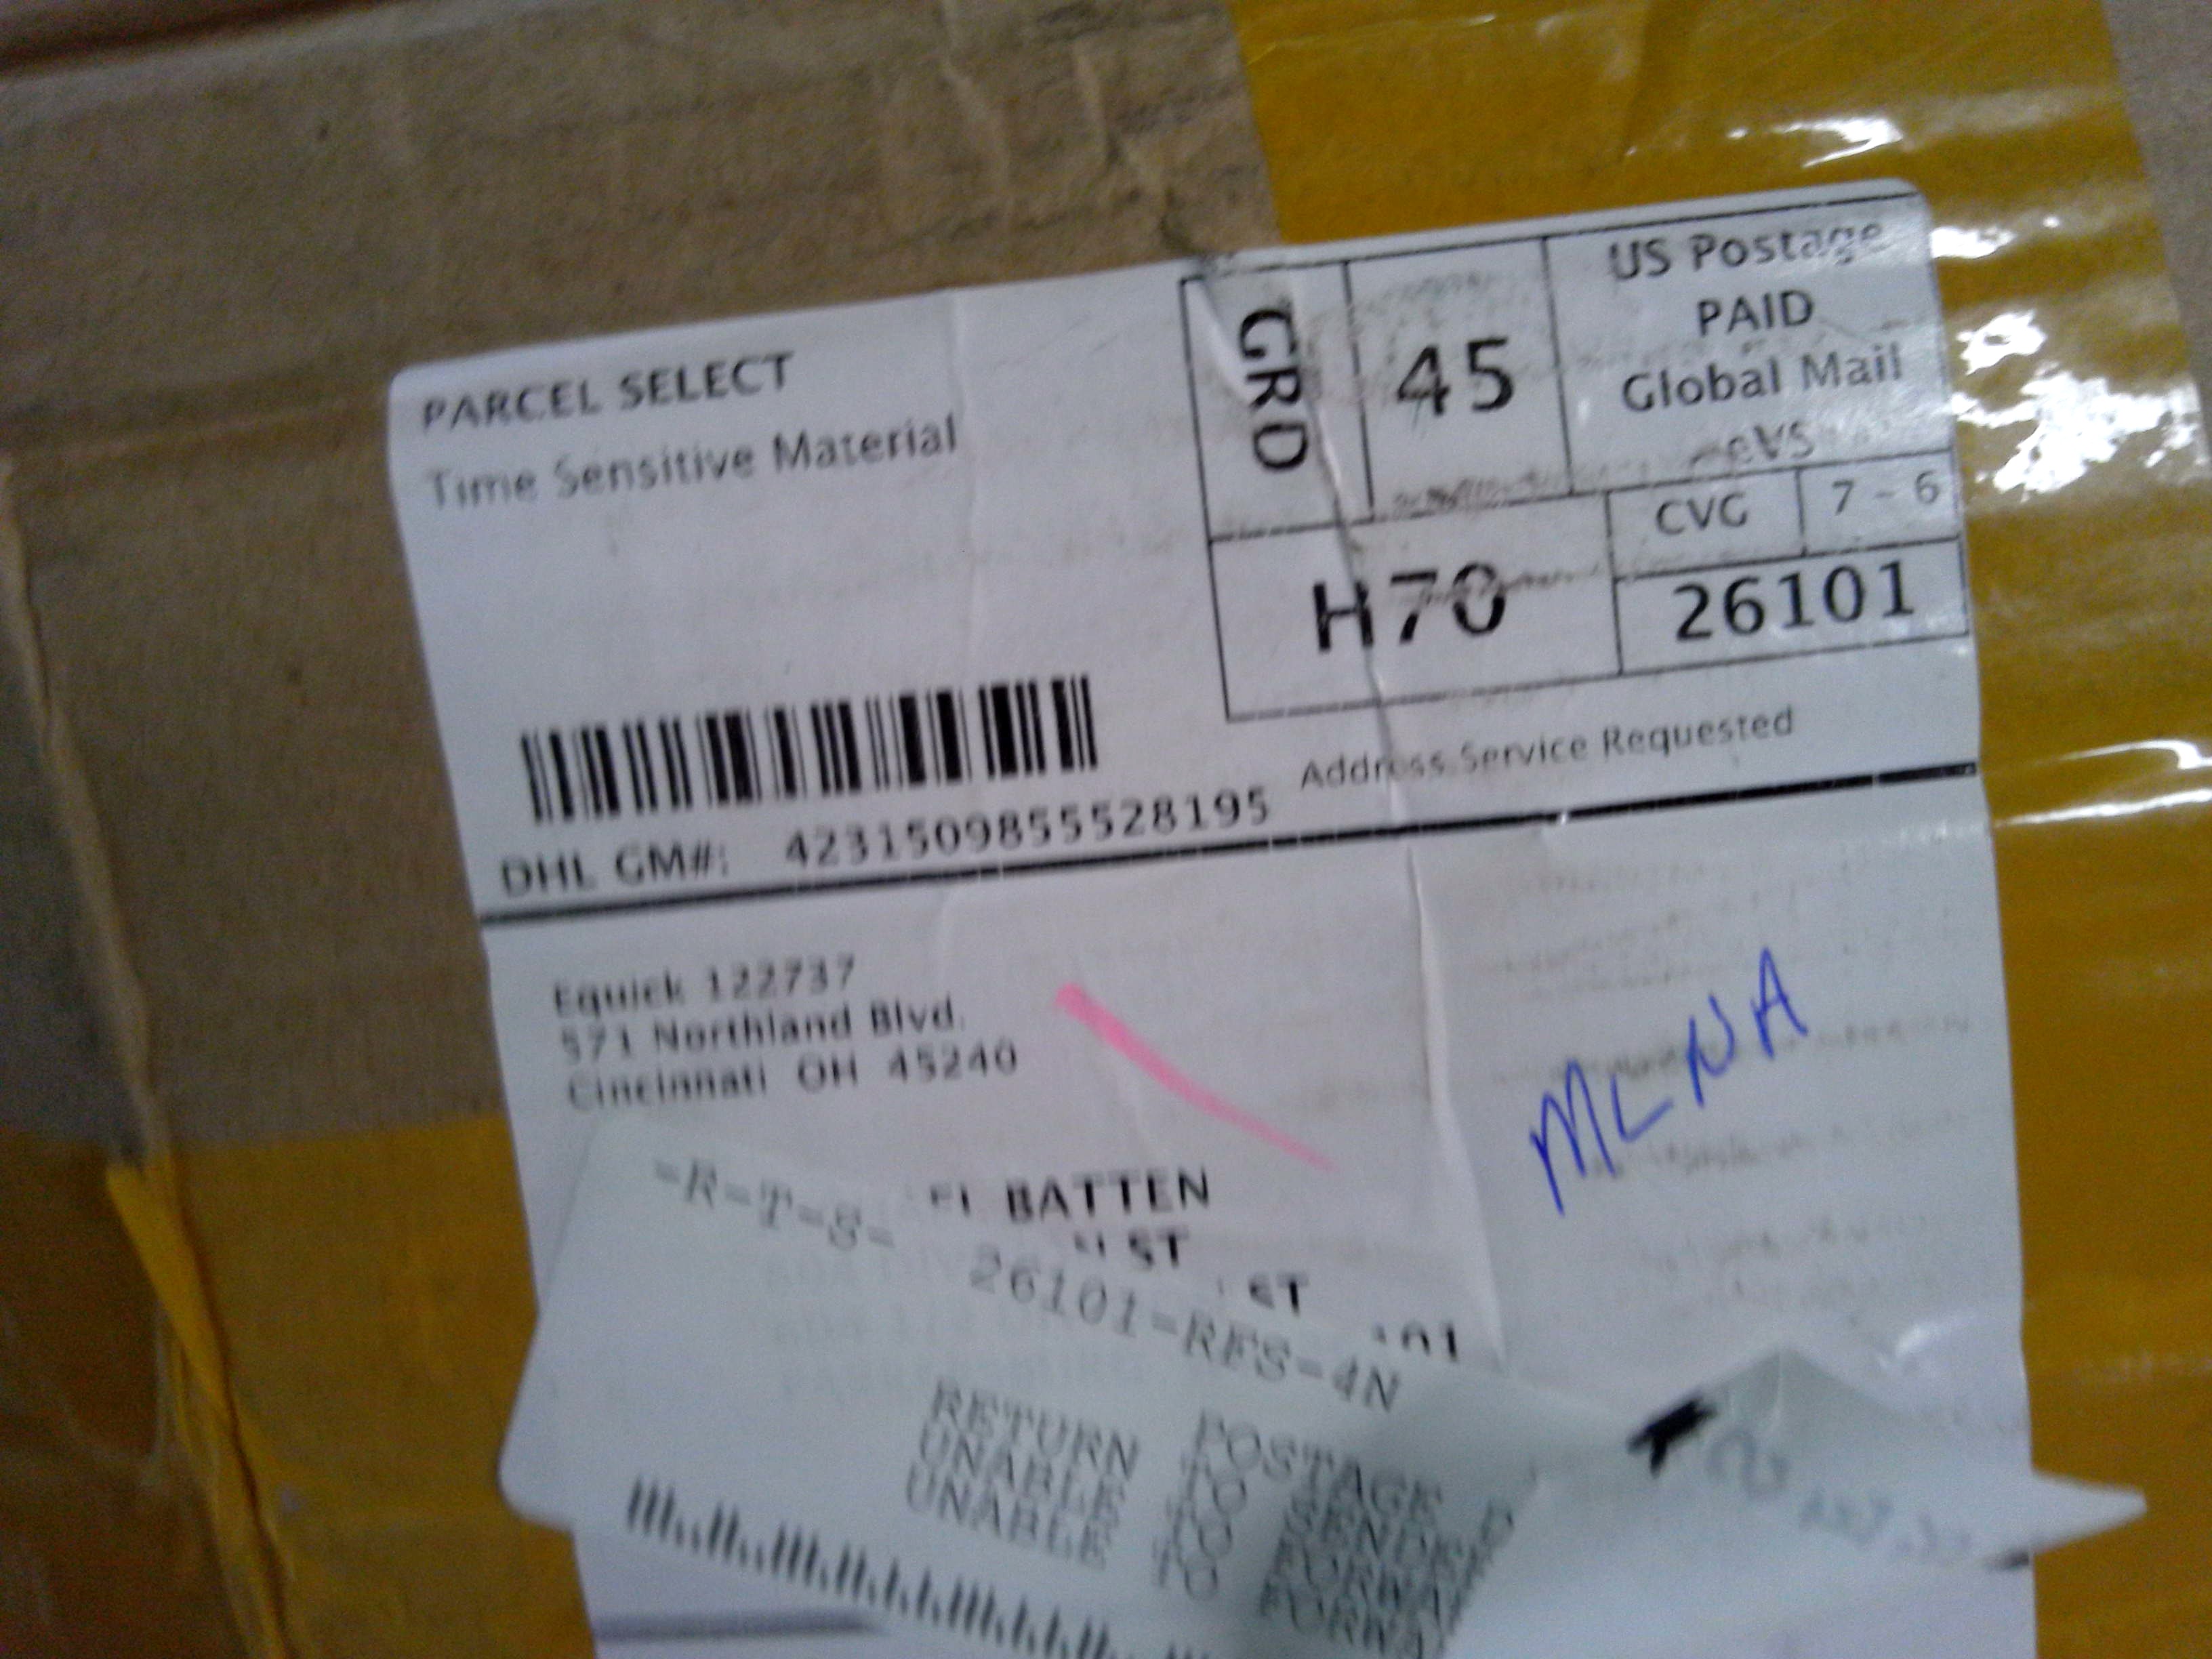 PARCEL SELECT
Time Sensitive Material
GRD
45
US Postage
PAID
Global Mail
eVS
H70
CVG
7 - 6
26101
Address Service Requested
DHL GM#: 4231509855528195
Equick 122737
571 Northland Blvd.
Cincinnati OH 45240
MLNA
BATTEN
ST
ST
=R=T=S=
26101=RFS=4N
RETURN POSTAGE
UNABLE TO
UNABLE TO